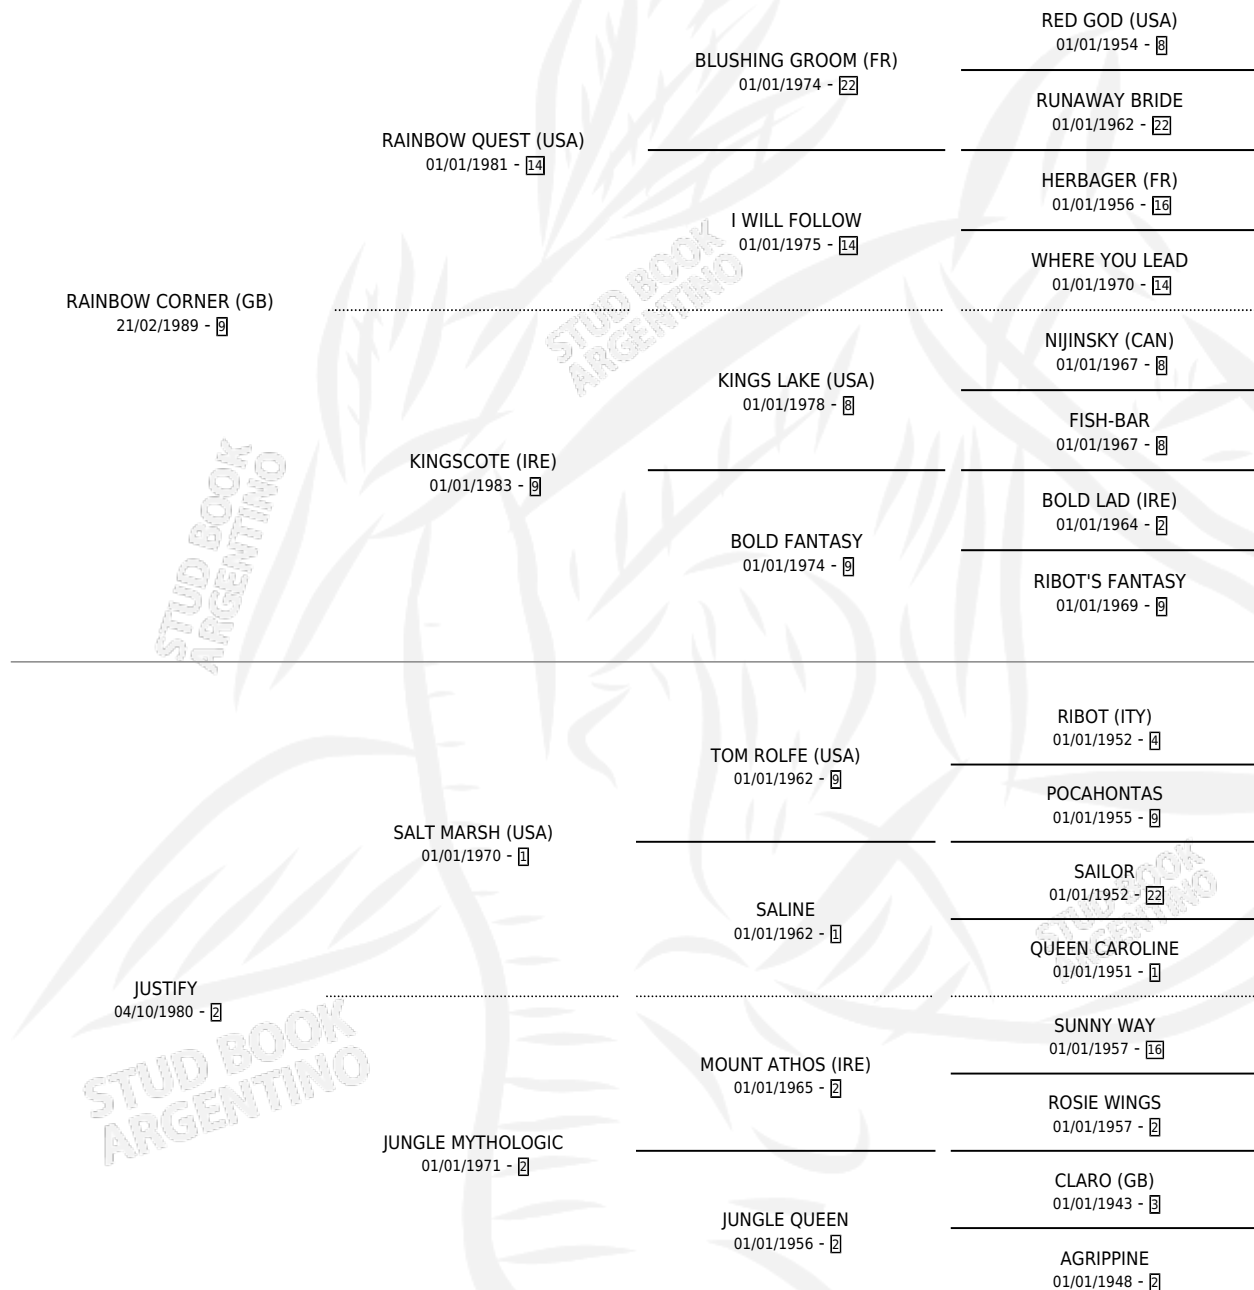 RED GOD (USA)
01/01/1954 - 8
BLUSHING GROOM (FR)
01/01/1974 - 22
RUNAWAY BRIDE
01/01/1962 - 22
RAINBOW QUEST (USA)
01/01/1981 - 14
HERBAGER (FR)
01/01/1956 - 16
I WILL FOLLOW
01/01/1975 - 14
WHERE YOU LEAD
01/01/1970 - 14
RAINBOW CORNER (GB)
21/02/1989 - 9
NIJINSKY (CAN)
01/01/1967 - 8
KINGS LAKE (USA)
01/01/1978 - 8
FISH-BAR
01/01/1967 - 8
KINGSCOTE (IRE)
01/01/1983 - 9
BOLD LAD (IRE)
01/01/1964 - 2
BOLD FANTASY
01/01/1974 - 9
RIBOT'S FANTASY
01/01/1969 - 9
RIBOT (ITY)
01/01/1952 - 4
TOM ROLFE (USA)
01/01/1962 - 9
POCAHONTAS
01/01/1955 - 9
SALT MARSH (USA)
01/01/1970 - 1
SAILOR
01/01/1952 - 22
SALINE
01/01/1962 - 1
QUEEN CAROLINE
01/01/1951 - 1
JUSTIFY
04/10/1980 - 2
SUNNY WAY
01/01/1957 - 16
MOUNT ATHOS (IRE)
01/01/1965 - 2
ROSIE WINGS
01/01/1957 - 2
JUNGLE MYTHOLOGIC
01/01/1971 - 2
CLARO (GB)
01/01/1943 - 3
JUNGLE QUEEN
01/01/1956 - 2
AGRIPPINE
01/01/1948 - 2
STUD BOOK
ARGENTINO
STUD BOOK
ARGENTINO
STUD BOOK
ARGENTINO
STUD BOOK
ARGENTINO